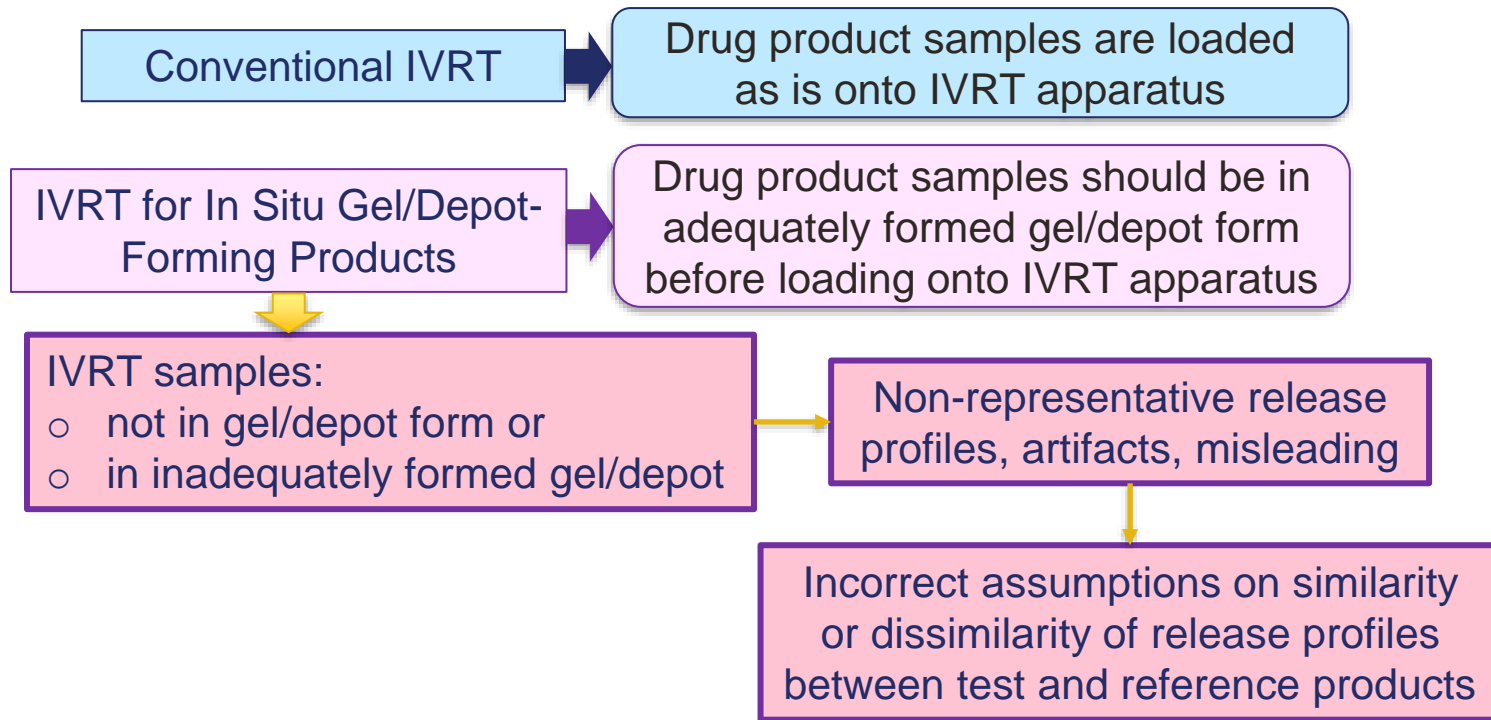 Conventional IVRT
Drug product samples are loaded
as is onto IVRT apparatus
IVRT for In Situ Gel/Depot-
Forming Products
Drug product samples should be in
adequately formed gel/depot form
before loading onto IVRT apparatus
IVRT samples:
o not in gel/depot form or
o in inadequately formed gel/depot
Non-representative release
profiles, artifacts, misleading
Incorrect assumptions on similarity
or dissimilarity of release profiles
between test and reference products